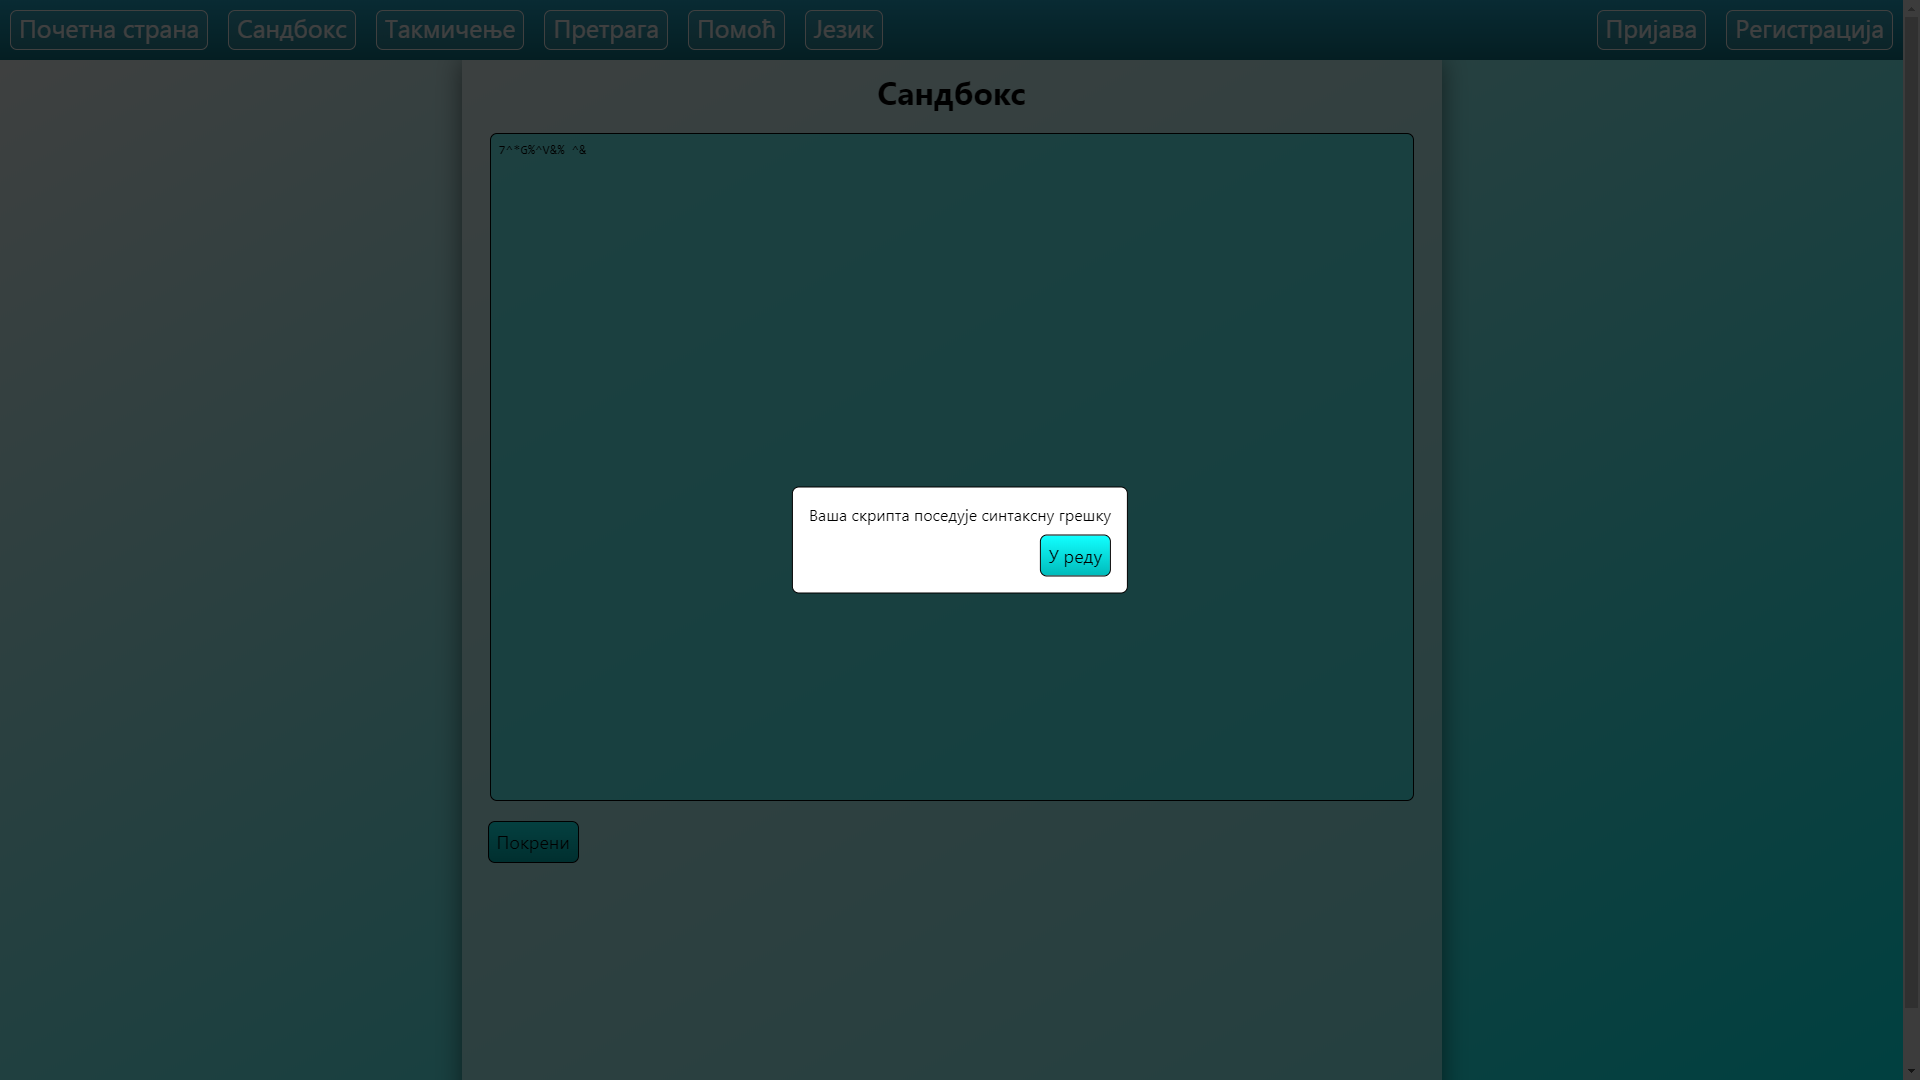 Почетна страна Сандбокс Такмичење Претрага Помоћ Језик Пријава Регистрација
Сандбокс
7^*G%^V&% ^&
Ваша скрипта поседује синтаксну грешку
У реду
Покрени